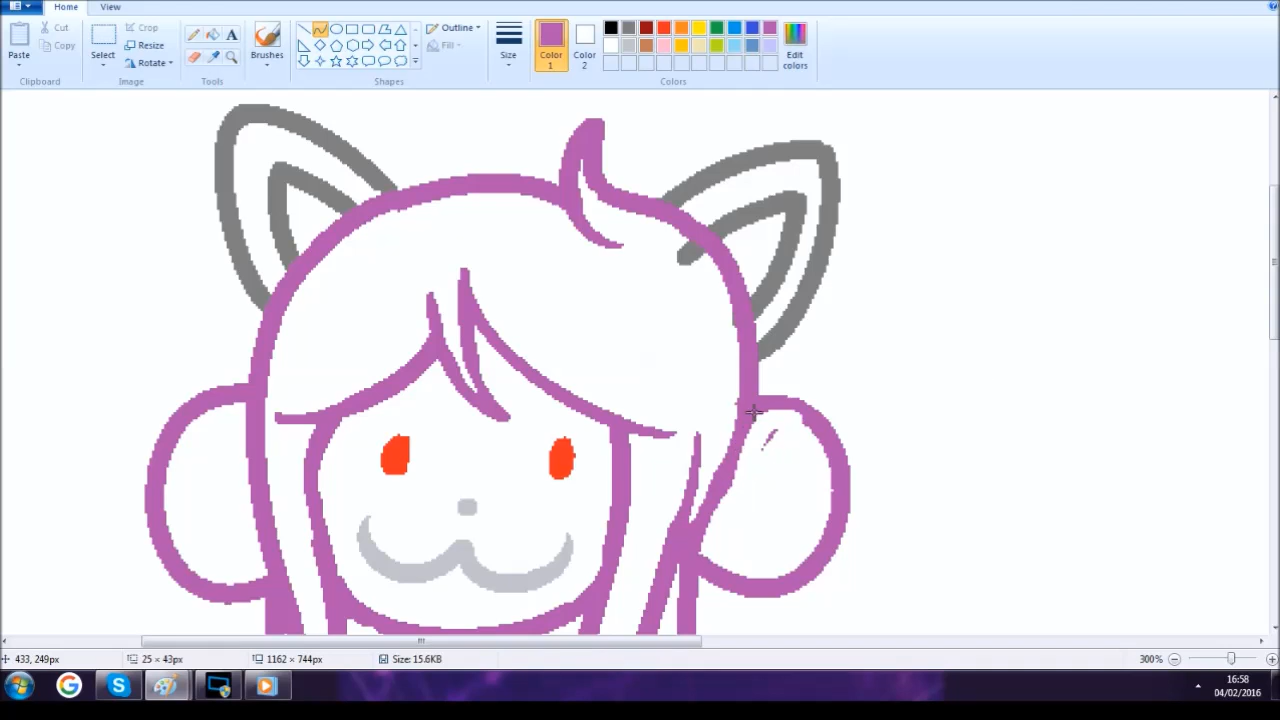 Home
View
Paste
Cut
Copy
Clipboard
Select
Crop
Resize
Rotate
Image
A
Tools
Brushes
Outline
Fill
Shapes
Size
Color
1
Color
2
Edit
colors
Colors
433, 249px
25 × 43px
1162 × 744px
Size: 15.6KB
300%
16:58
04/02/2016